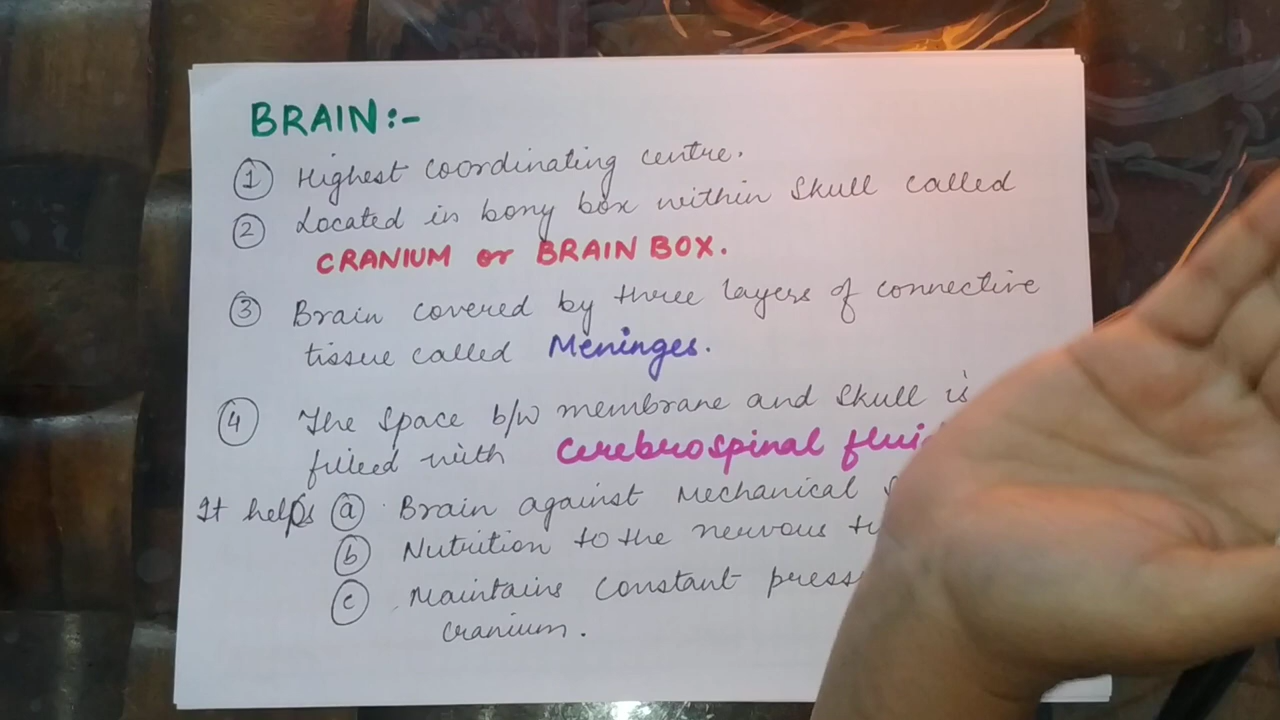 BRAIN:-
① Highest coordinating centre.
② Located in bony box within skull called
CRANIUM or BRAIN BOX.
③ Brain covered by three layers of connective
tissue called Meninges.
④ The space b/w membrane and skull is
filled with Cerebrospinal
It helps ⓐ Brain against Mechanical
ⓑ Nutrition to the nervous
ⓒ Maintains constant
cranium.